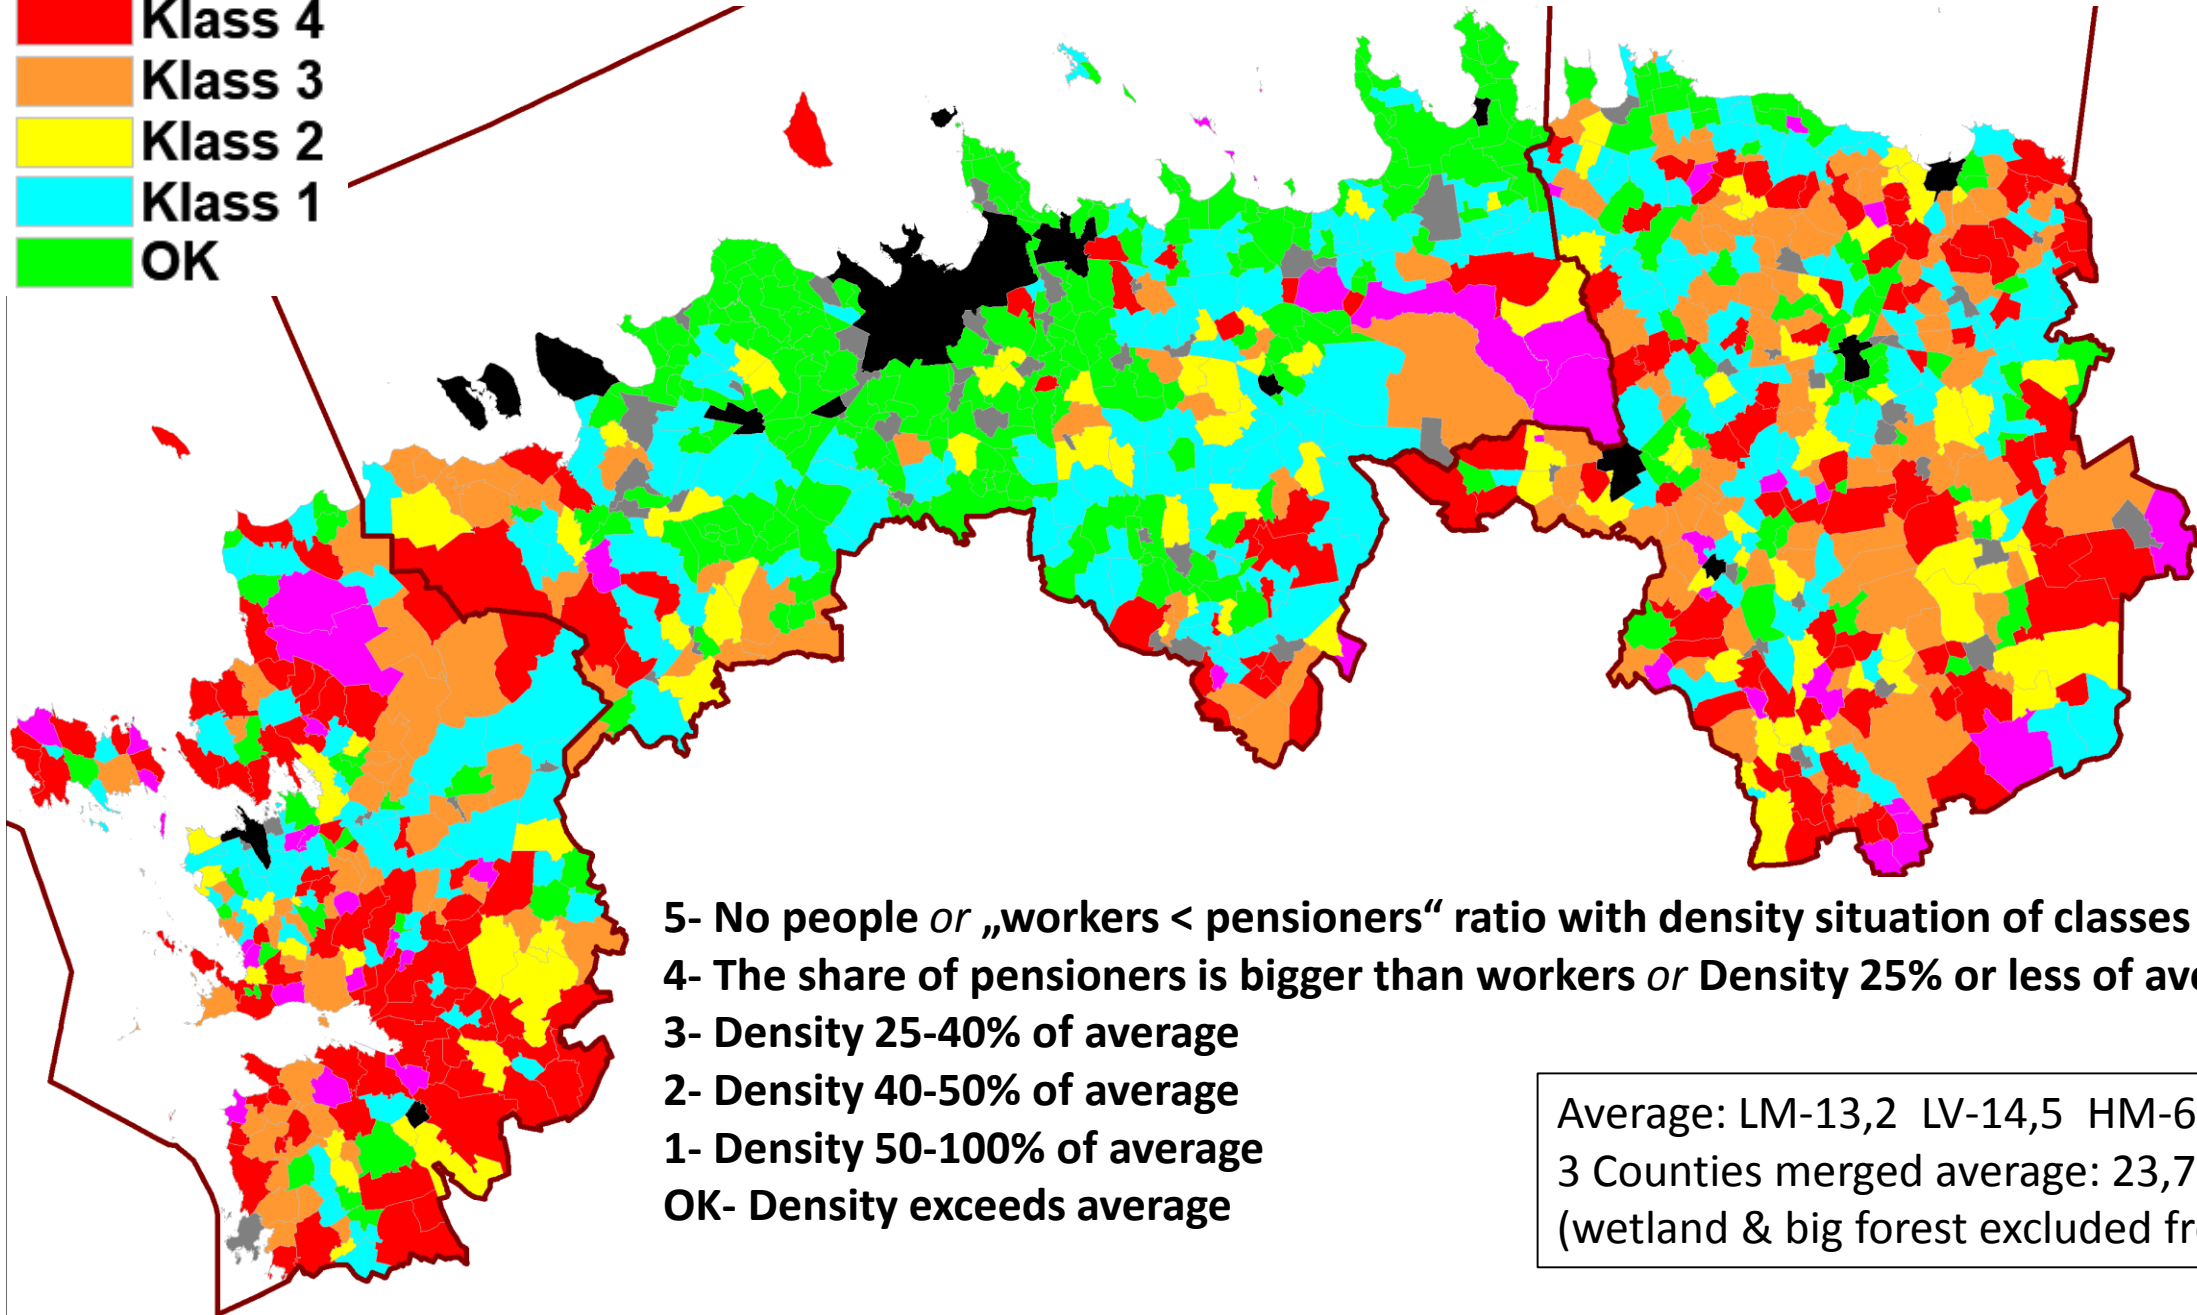 Klass 4
Klass 3
Klass 2
Klass 1
OK
5- No people or „workers < pensioners“ ratio with density situation of classes
4- The share of pensioners is bigger than workers or Density 25% or less of
3- Density 25-40% of average
2- Density 40-50% of average
1- Density 50-100% of average
OK- Density exceeds average
Average: LM-13,2 LV-14,5 HM-6
3 Counties merged average: 23,7
(wetland & big forest excluded